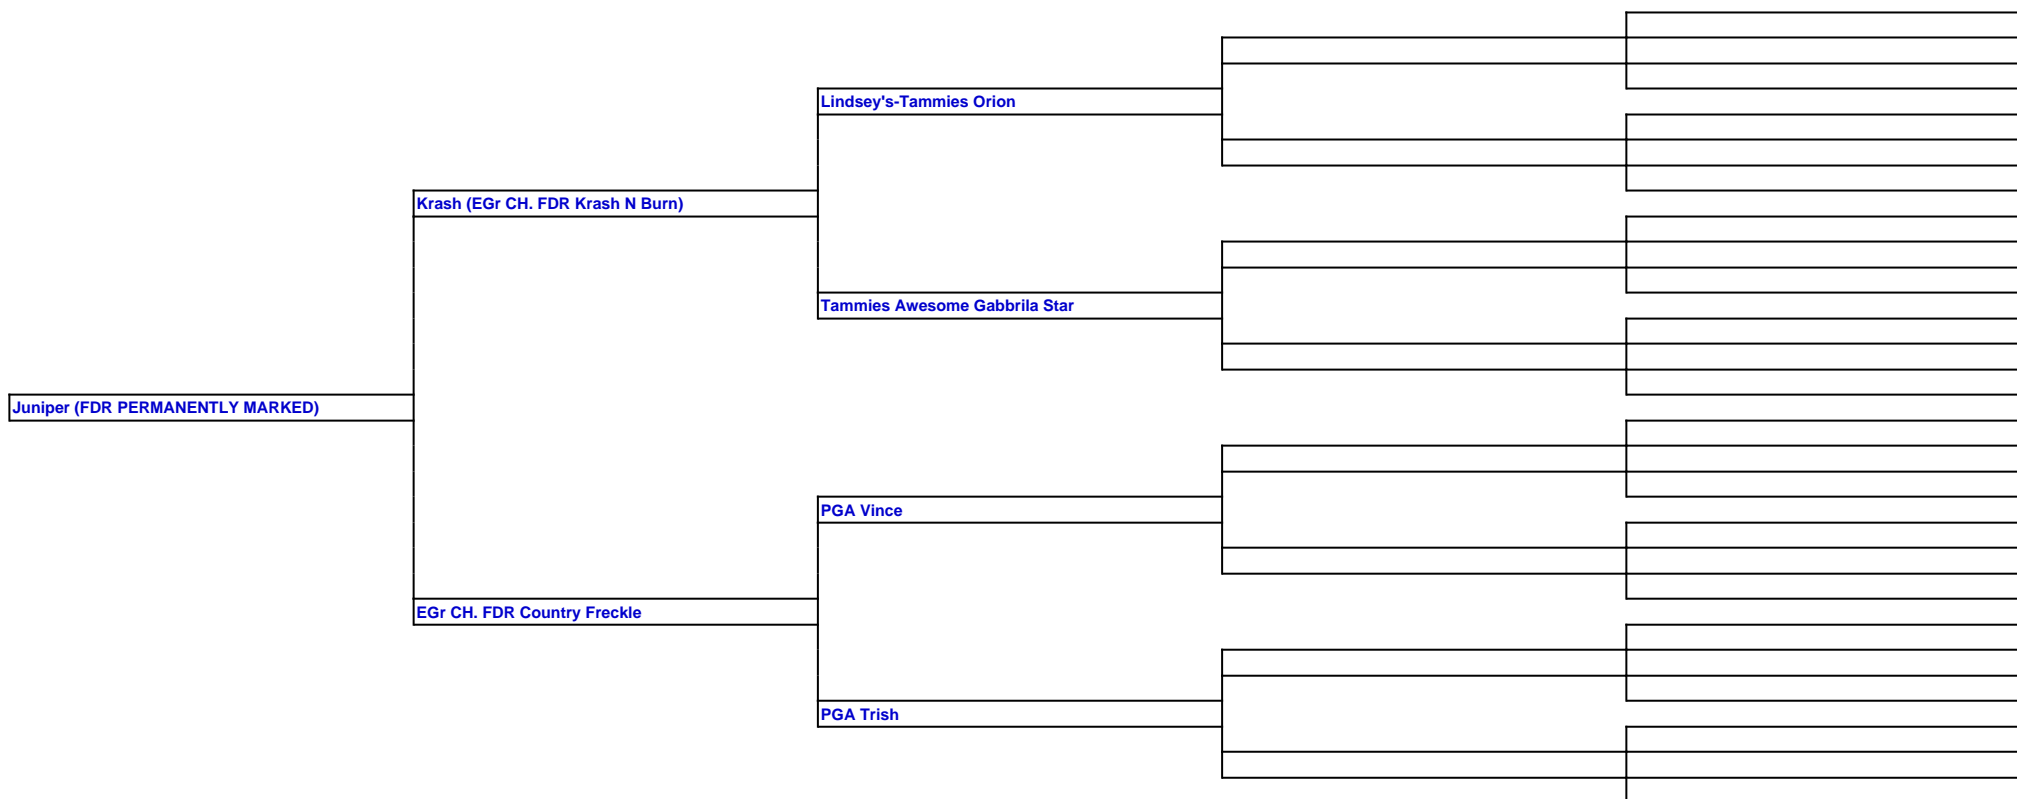 Lindsey's-Tammies Orion
Krash (EGr CH. FDR Krash N Burn)
Tammies Awesome Gabbrila Star
Juniper (FDR PERMANENTLY MARKED)
PGA Vince
EGr CH. FDR Country Freckle
PGA Trish